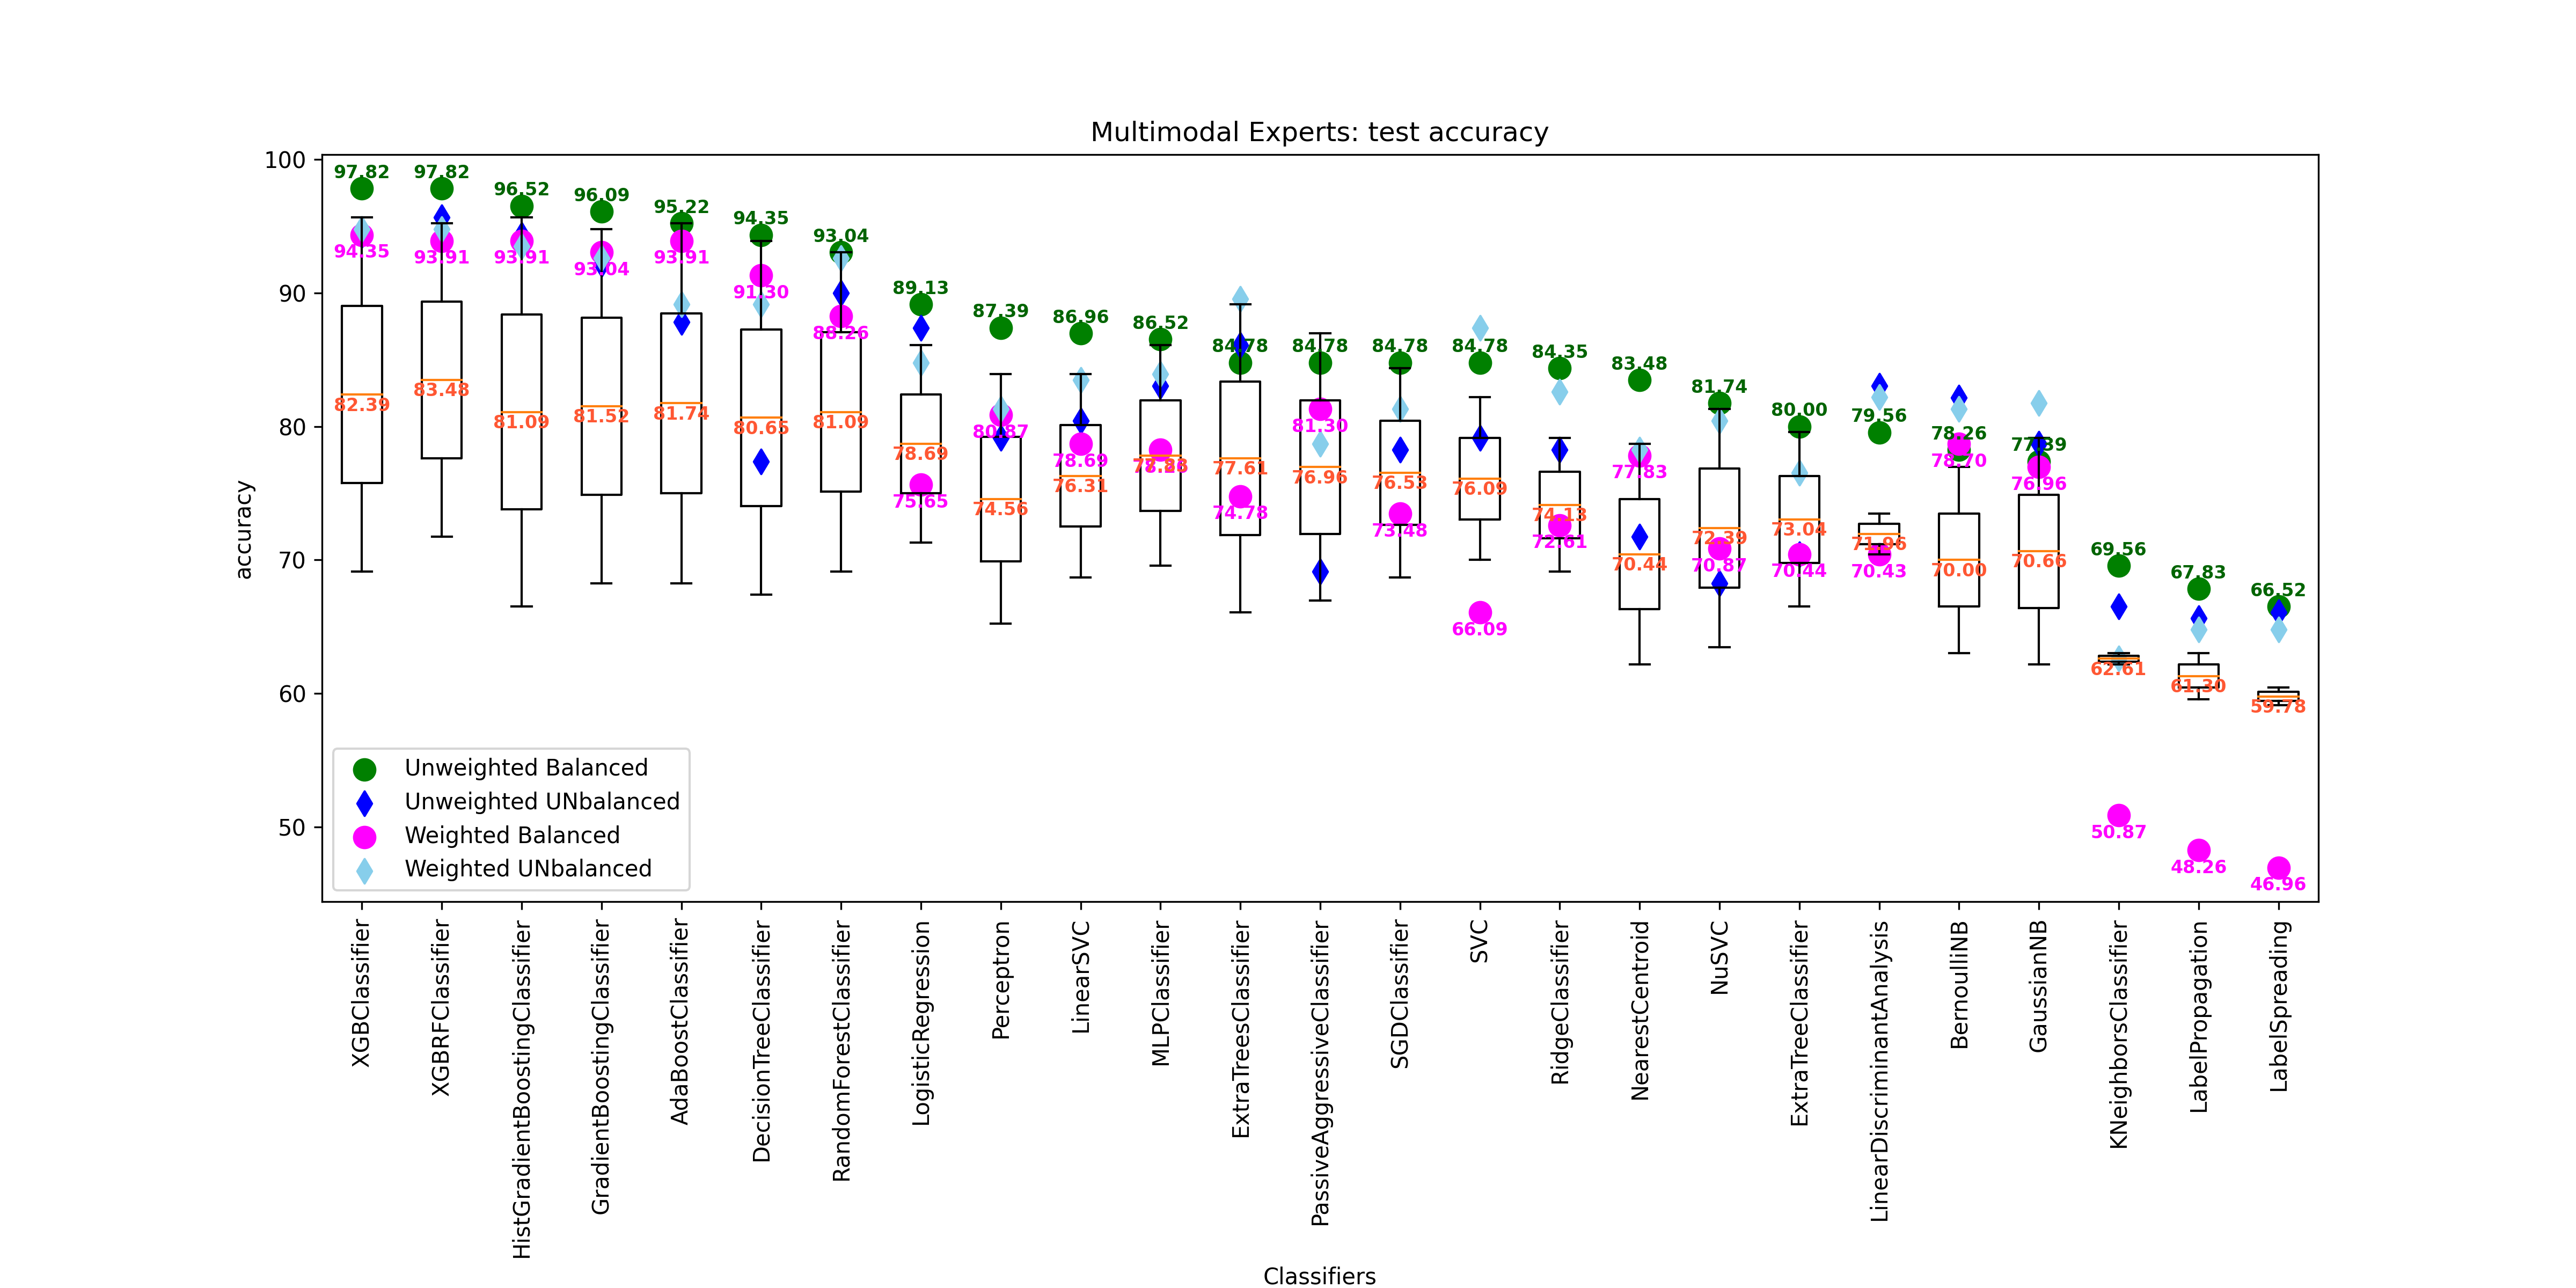 Multimodal Experts: test accuracy
accuracy
100
90
80
70
60
50
97.82
97.82
96.52
96.09
95.22
94.35
93.04
89.13
87.39
86.96
86.52
84.78
84.78
84.78
84.78
84.35
83.48
81.74
80.00
79.56
78.26
77.39
69.56
67.83
66.52
94.35
93.91
93.91
93.04
93.91
91.30
88.26
75.65
80.87
78.69
74.78
81.30
73.48
66.09
72.61
77.83
70.87
70.44
70.43
78.70
76.96
50.87
48.26
46.96
82.39
83.48
81.09
81.52
81.74
80.65
81.09
78.69
74.56
76.31
77.61
76.96
76.53
76.09
74.13
70.44
72.39
73.04
71.96
70.00
70.66
62.61
61.30
59.78
Unweighted Balanced
Unweighted UNbalanced
Weighted Balanced
Weighted UNbalanced
XGBClassifier
XGBRFClassifier
HistGradientBoostingClassifier
GradientBoostingClassifier
AdaBoostClassifier
DecisionTreeClassifier
RandomForestClassifier
LogisticRegression
Perceptron
LinearSVC
MLPClassifier
ExtraTreesClassifier
PassiveAggressiveClassifier
SGDClassifier
SVC
RidgeClassifier
NearestCentroid
NuSVC
ExtraTreeClassifier
LinearDiscriminantAnalysis
BernoulliNB
GaussianNB
KNeighborsClassifier
LabelPropagation
LabelSpreading
Classifiers